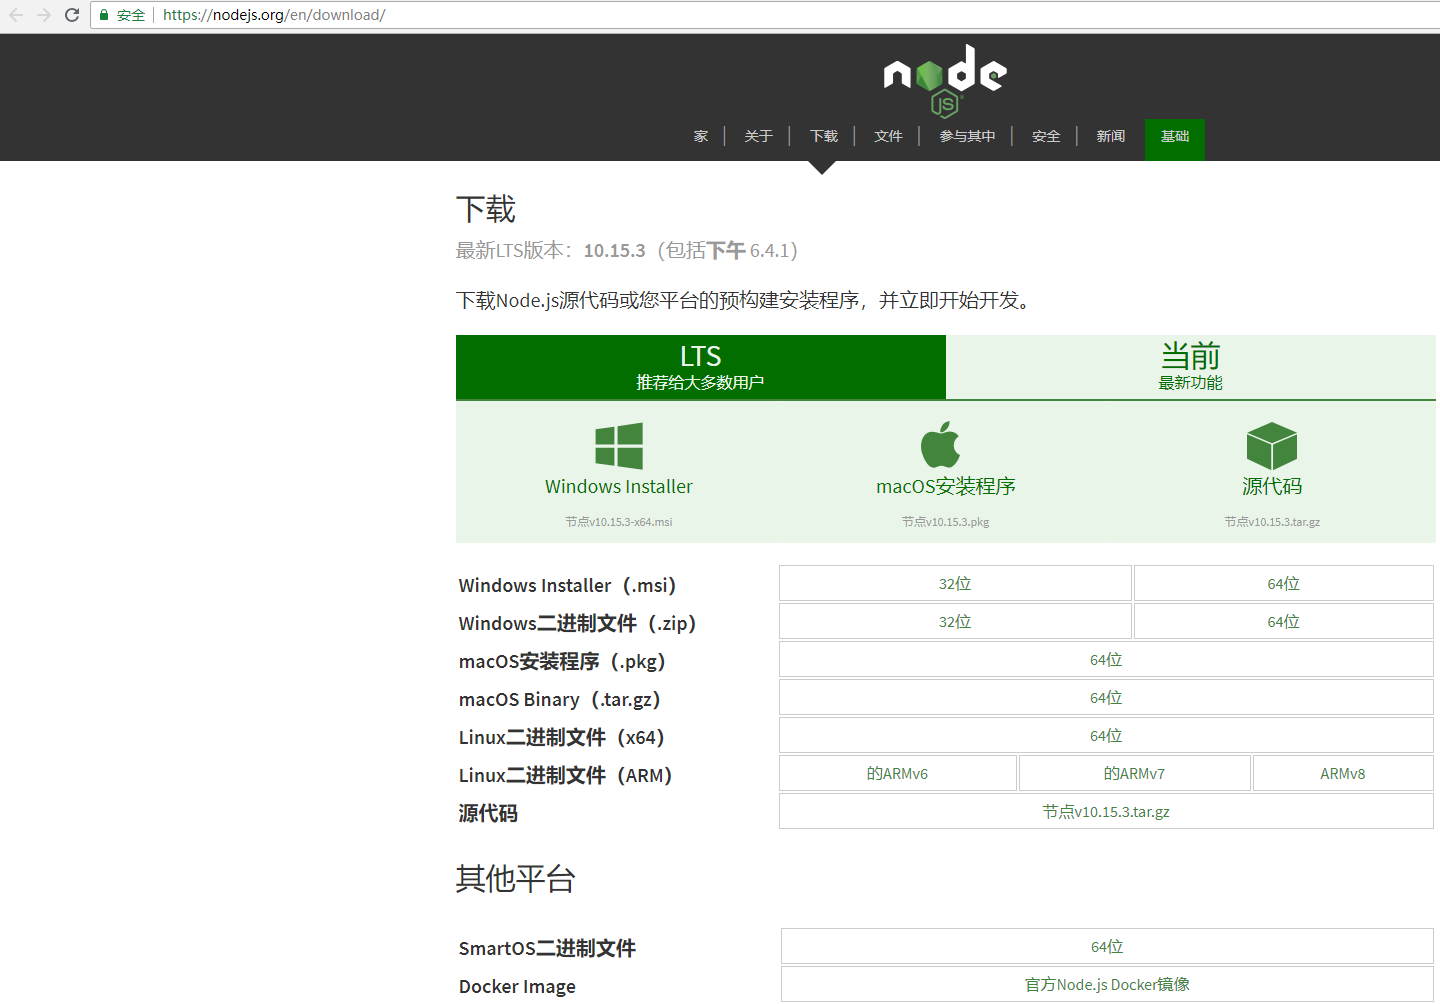 安全 https://nodejs.org/en/download/
node
JS
家 关于 下载 文件 参与其中 安全 新闻 基础
下载
最新LTS版本：10.15.3（包括下午 6.4.1）
下载Node.js源代码或您平台的预构建安装程序，并立即开始开发。
LTS 当前
推荐给大多数用户 最新功能
Windows Installer macOS安装程序 源代码
节点v10.15.3-x64.msi 节点v10.15.3.pkg 节点v10.15.3.tar.gz
Windows Installer（.msi） 32位 64位
Windows二进制文件（.zip） 32位 64位
macOS安装程序（.pkg） 64位
macOS Binary（.tar.gz） 64位
Linux二进制文件（x64） 64位
Linux二进制文件（ARM） 的ARMv6 的ARMv7 ARMv8
源代码 节点v10.15.3.tar.gz
其他平台
SmartOS二进制文件 64位
Docker Image 官方Node.js Docker镜像